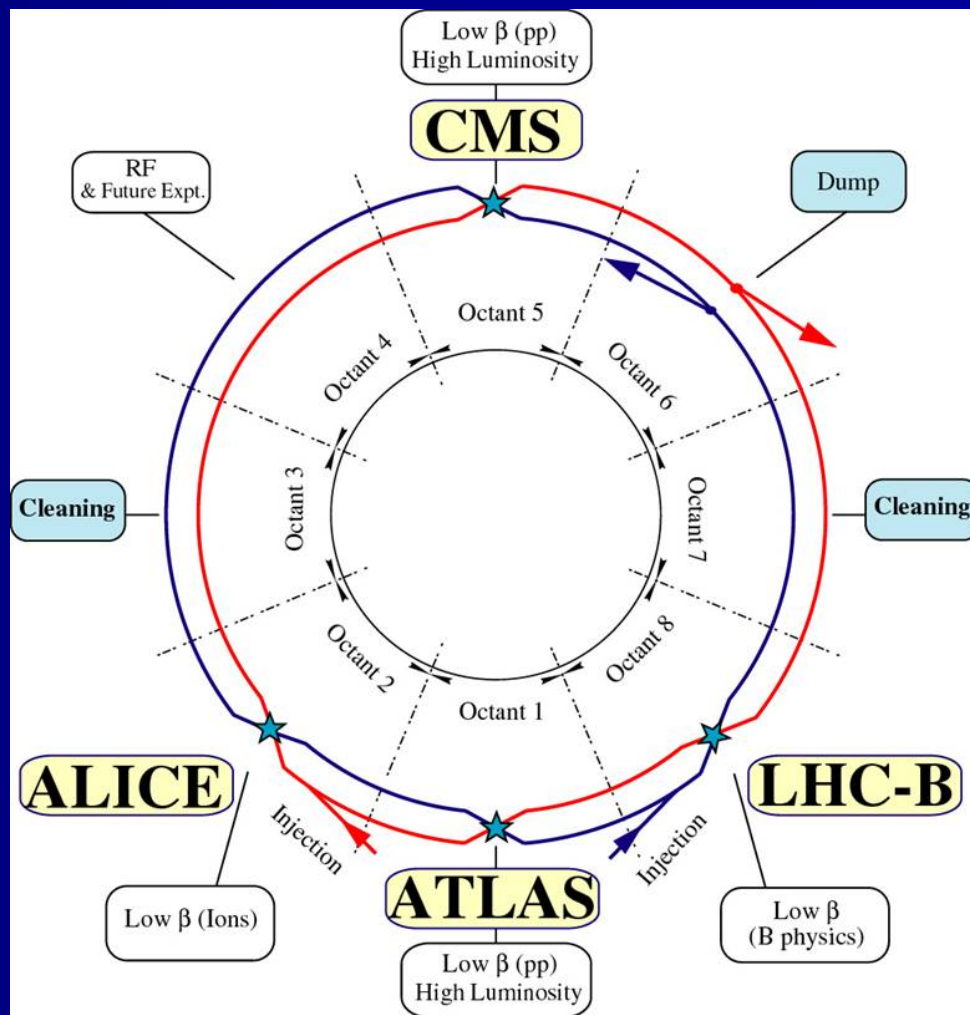 Low β (pp)
High Luminosity
CMS
RF
& Future Expt.
Dump
Octant 5
Octant 4
Octant 6
Cleaning
Octant 3
Octant 7
Cleaning
Octant 2
Octant 8
Octant 1
ALICE
LHC-B
Injection
Injection
ATLAS
Low β (Ions)
Low β
(B physics)
Low β (pp)
High Luminosity